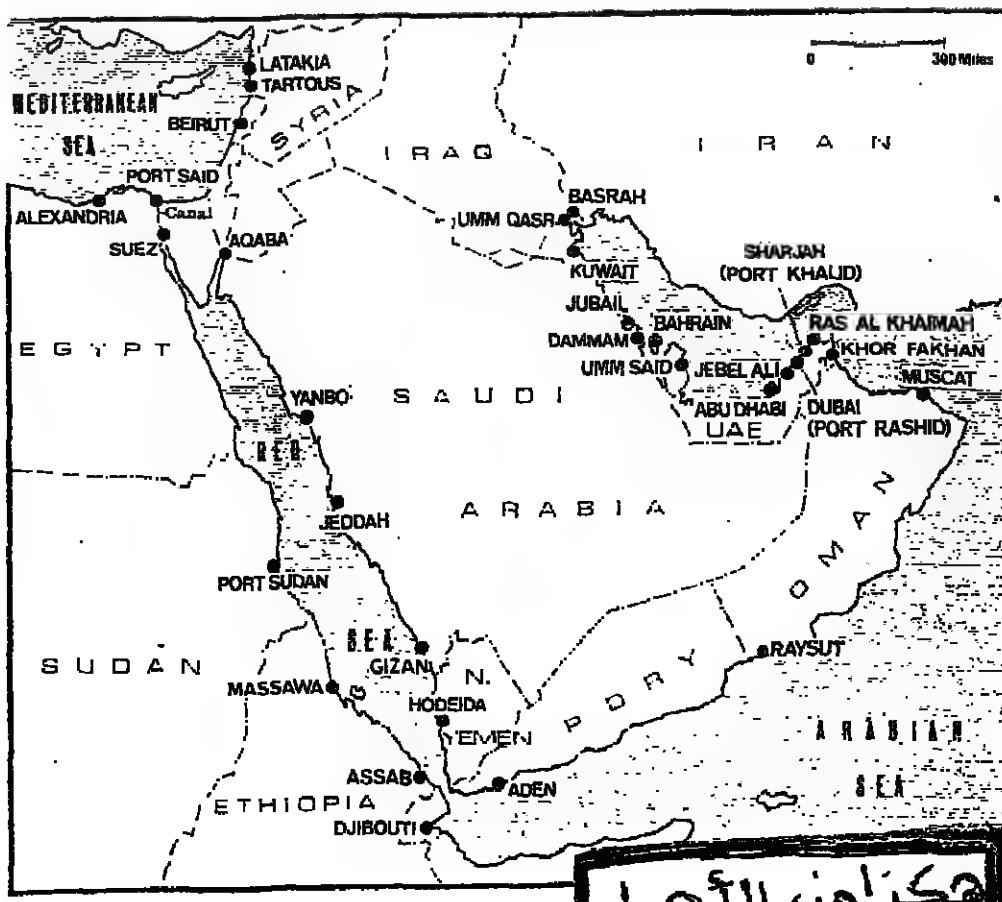 LATAKIA
TARTOUS
MEDITERRANEAN
SEA
BEIRUT
SYRIA
0 300 Miles
IRAQ
IRAN
PORT SAID
ALEXANDRIA
Canal
SUEZ
AQABA
BASRAH
UMM QASR
KUWAIT
SHARJAH
(PORT KHALID)
JUBAIL
BAHRAIN
RAS AL KHAIMAH
DAMMAM
KHOR FAKHAN
UMM SAID
JEBEL ALI
MUSCAT
ABU DHABI
UAE
DUBAI
(PORT RASHID)
EGYPT
YANBO
SAUDI
RED
ARABIA
JEDDAH
OMAN
PORT SUDAN
SEA
GIZAN
SUDAN
MASSAWA
N.
YEMEN
HODEIDA
PDRY
RAYSUT
ARABIAN
SEA
ASSAB
ADEN
ETHIOPIA
DJIBOUTI